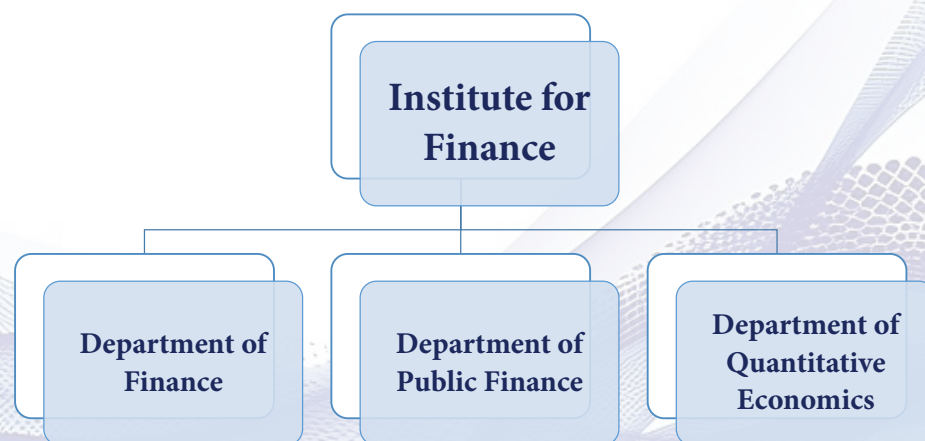 Institute for
Finance
Department of
Finance
Department of
Public Finance
Department of
Quantitative
Economics